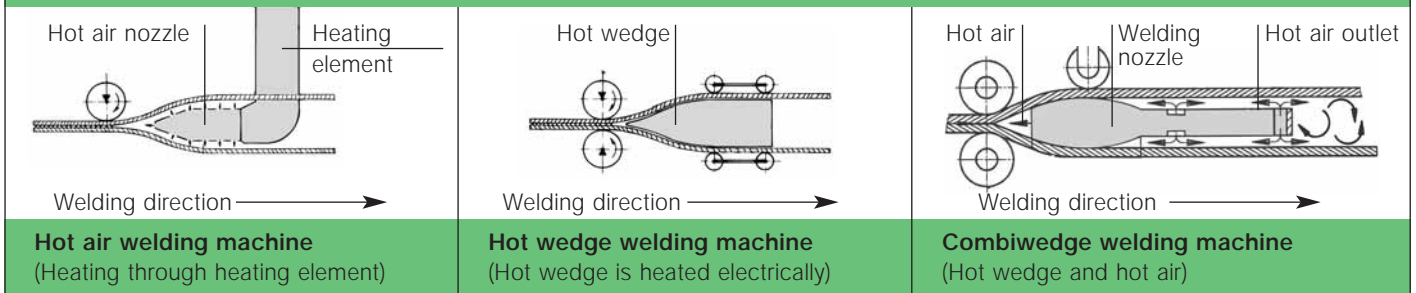 Hot air nozzle
Heating
element
Welding direction
Hot air welding machine
(Heating through heating element)
Hot wedge
Welding direction
Hot wedge welding machine
(Hot wedge is heated electrically)
Hot air
Welding
nozzle
Hot air outlet
Welding direction
Combiwedge welding machine
(Hot wedge and hot air)